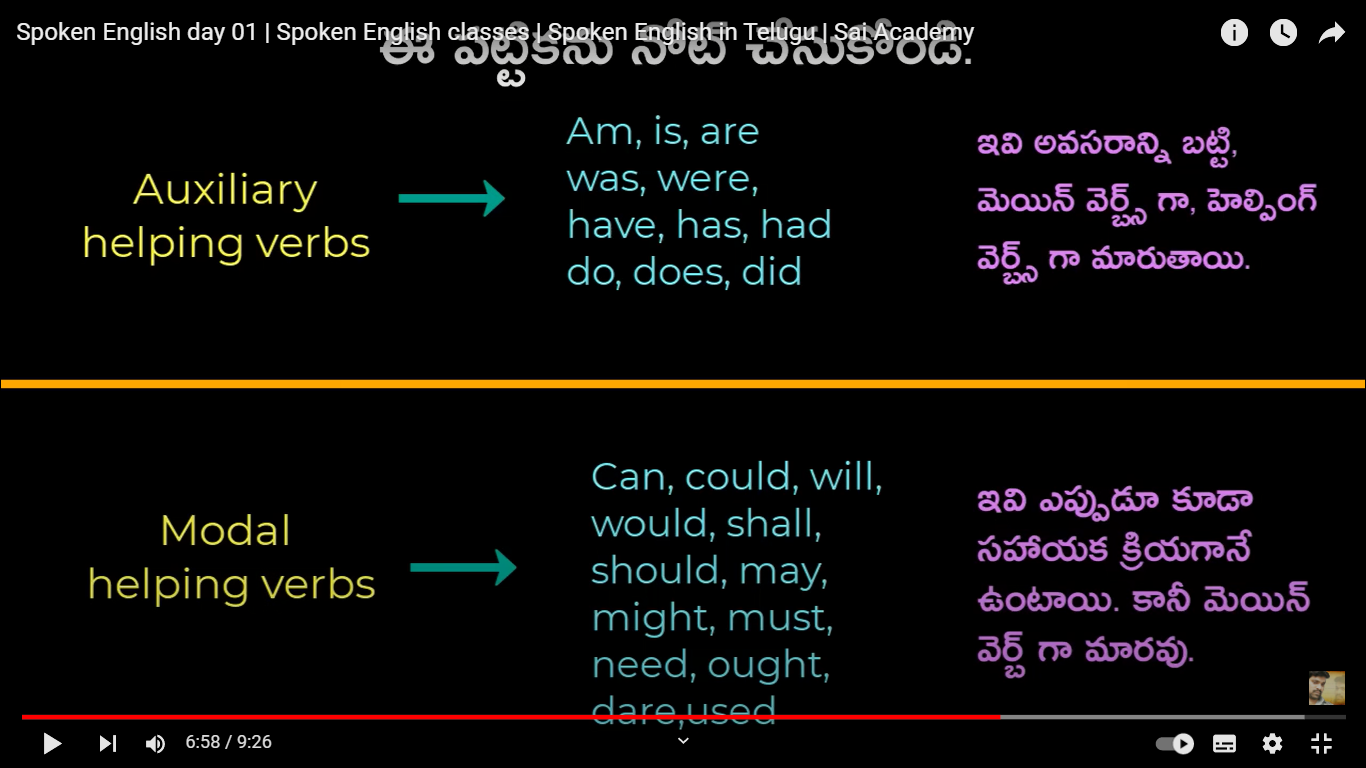 Spoken English day 01 | Spoken English classes | Spoken English in Telugu | Sai Academy
ఈ పట్టికను నోట్ చేసుకోండి.
Auxiliary
helping verbs
Am, is, are
was, were,
have, has, had
do, does, did
ఇవి అవసరాన్ని బట్టి,
మెయిన్ వెర్బ్స్ గా, హెల్పింగ్
వెర్బ్స్ గా మారుతాయి.
Modal
helping verbs
Can, could, will,
would, shall,
should, may,
might, must,
need, ought,
dare,used
ఇవి ఎప్పుడూ కూడా
సహాయక క్రియగానే
ఉంటాయి. కానీ మెయిన్
వెర్బ్ గా మారవు.
6:58 / 9:26